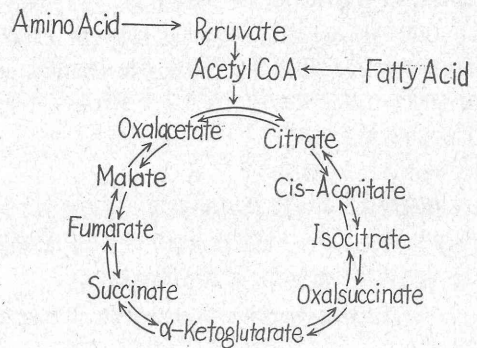 Amino Acid
Pyruvate
Acetyl CoA
Fatty Acid
Oxalacetate
Citrate
Malate
Cis-Aconitate
Fumarate
Isocitrate
Succinate
Oxalsuccinate
α-Ketoglutarate